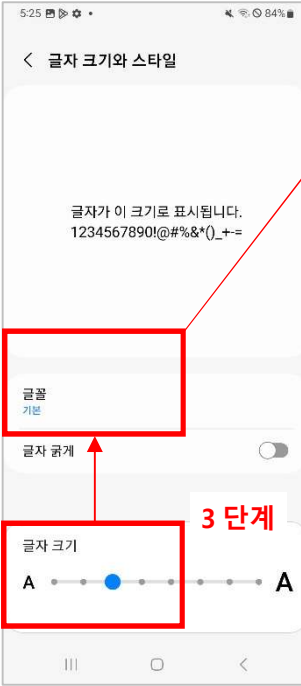 5:25 84%
글자 크기와 스타일
글자가 이 크기로 표시됩니다.
1234567890!@#%&*()_+-=
글꼴
기본
글자 굵게
3 단계
글자 크기
A A